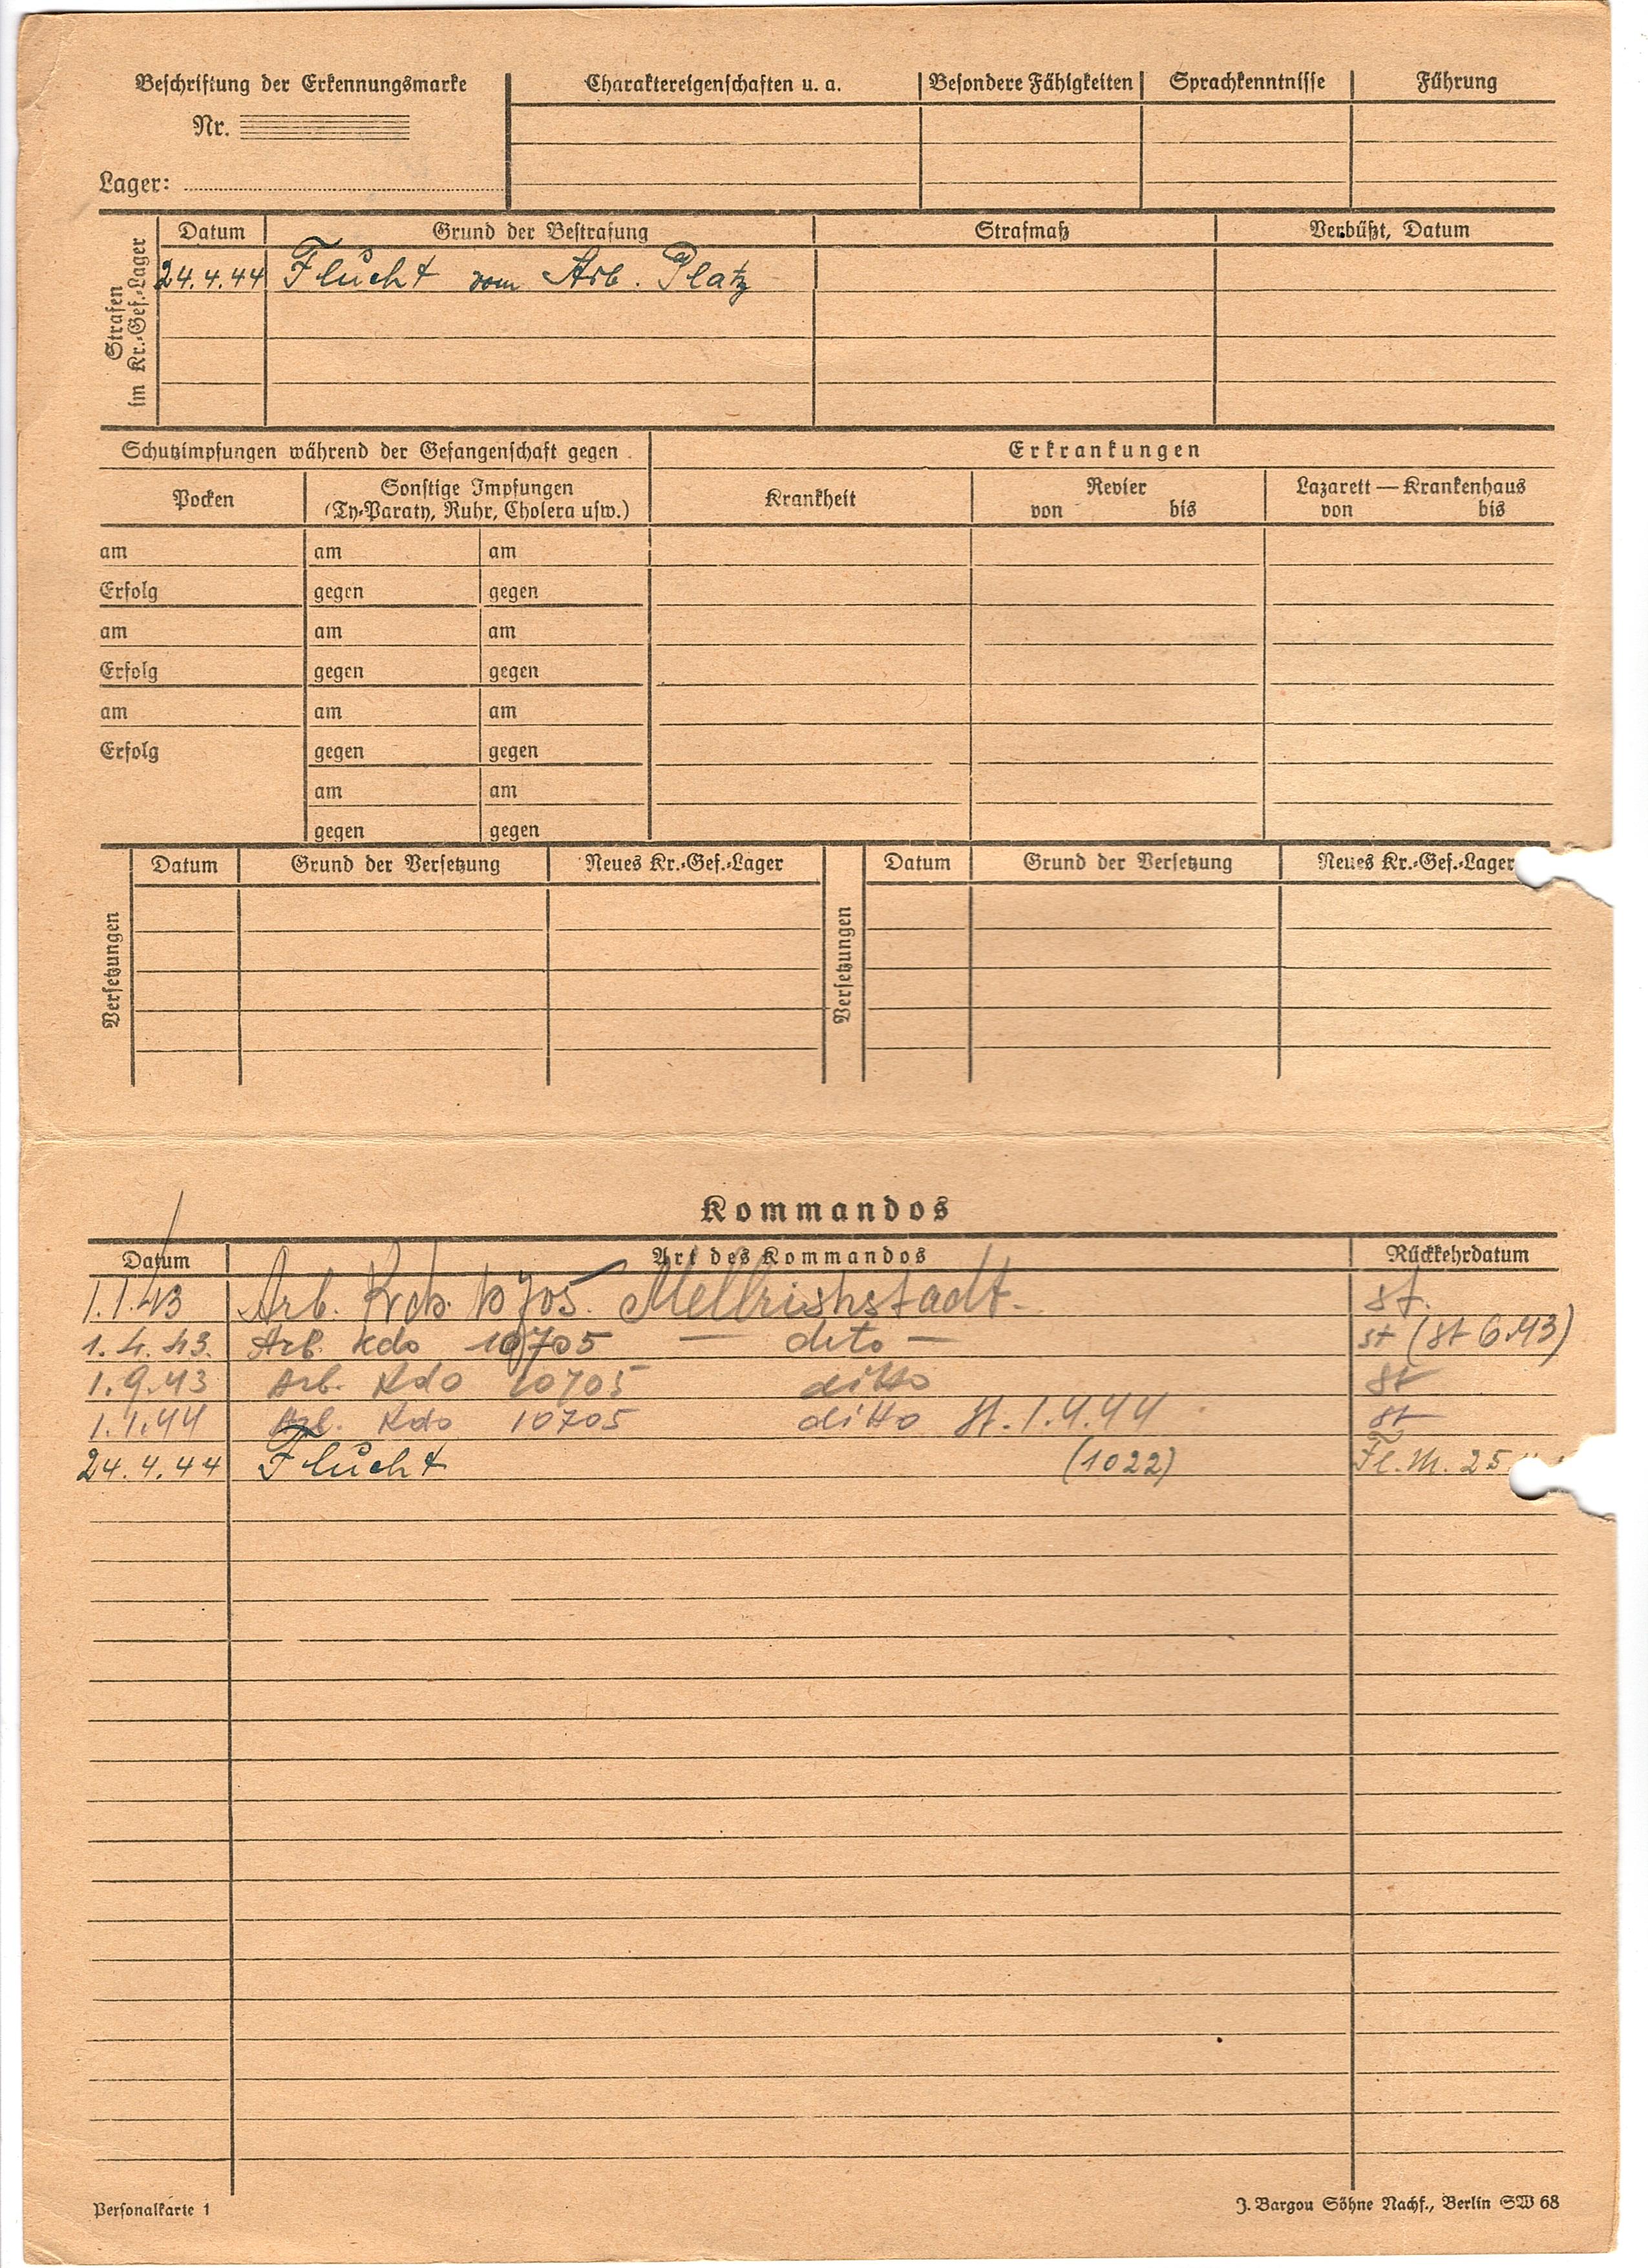 Beschriftung der Erkennungsmarke
Nr.
Lager:
Charaktereigenschaften u. a.
Besondere Fähigkeiten
Sprachkenntnisse
Führung
Strafen
im Kr.-Gef.-Lager
Datum Grund der Bestrafung Strafmaß Verbüßt, Datum
24.4.44 Flucht vom Arb. Platz
Schutzimpfungen während der Gefangenschaft gegen
Erkrankungen
Pocken
Sonstige Impfungen
(Ty-Paraty, Ruhr, Cholera usw.)
Krankheit
Revier
von bis
Lazarett — Krankenhaus
von bis
am am am
Erfolg gegen gegen
am am am
Erfolg gegen gegen
am am am
Erfolg gegen gegen
am am
gegen gegen
Versetzungen
Datum Grund der Versetzung Neues Kr.-Gef.-Lager
Versetzungen
Datum Grund der Versetzung Neues Kr.-Gef.-Lager
Kommandos
Datum Art des Kommandos Rückkehrdatum
1.1.43 Arb. Kdo. 10705 Mellrishstadt- st.
1.4.43. Arb. Kdo 10705 — dito — st (st 6.43)
1.9.43 Arb. Kdo 10705 ditto st
1.1.44 Arb. Kdo 10705 ditto st. 1.4.44 st
24.4.44 Flucht (1022) Fl. M. 25
Personalkarte 1
J. Bargou Söhne Nachf., Berlin SW 68